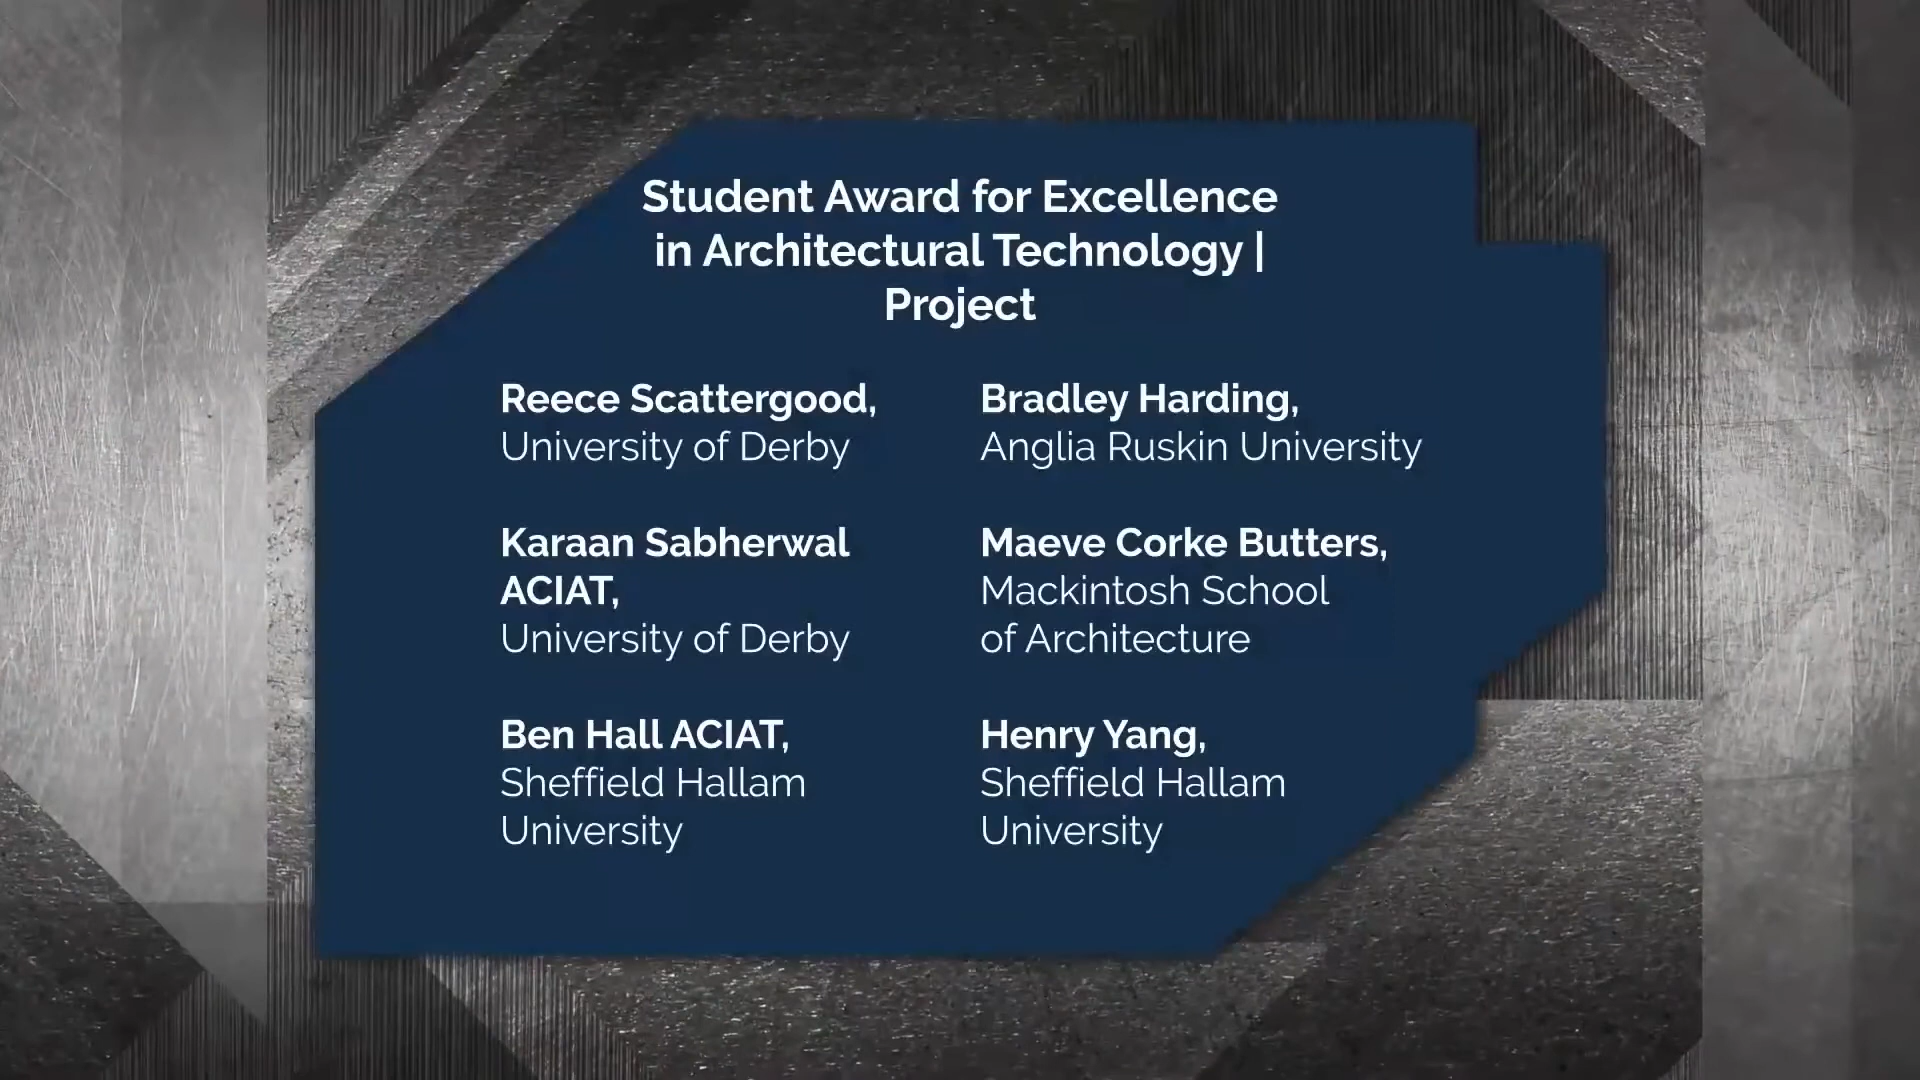 Student Award for Excellence
in Architectural Technology |
Project
Reece Scattergood,
University of Derby
Karaan Sabherwal
ACIAT,
University of Derby
Ben Hall ACIAT,
Sheffield Hallam
University
Bradley Harding,
Anglia Ruskin University
Maeve Corke Butters,
Mackintosh School
of Architecture
Henry Yang,
Sheffield Hallam
University